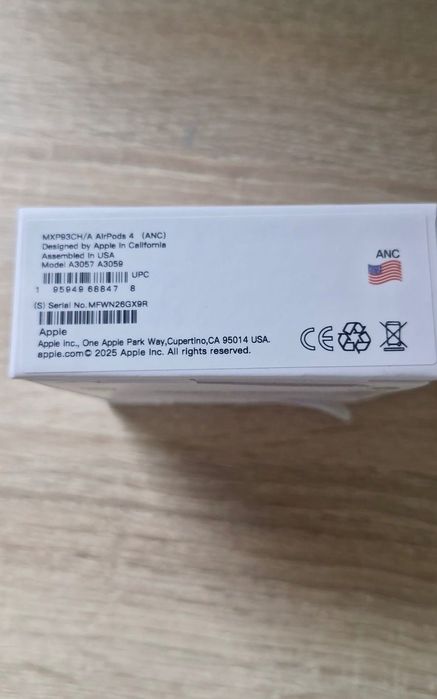 MXP93CH/A AirPods 4 (ANC)
Designed by Apple in California
Assembled in USA
Model A3057 A3059
UPC
1 95949 68847 8
(S) Serial No. MFWN26GX9R
Apple
Apple Inc., One Apple Park Way,Cupertino,CA 95014 USA.
apple.com© 2025 Apple Inc. All rights reserved.
ANC
CE